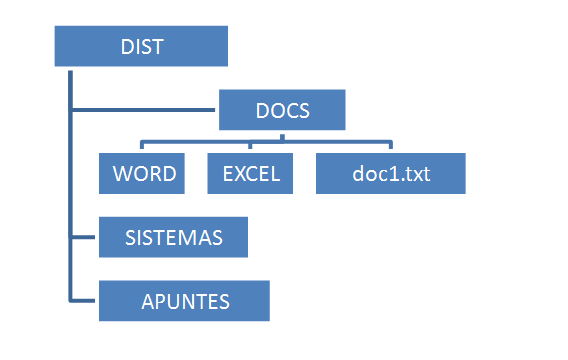 DIST
DOCS
WORD
EXCEL
doc1.txt
SISTEMAS
APUNTES